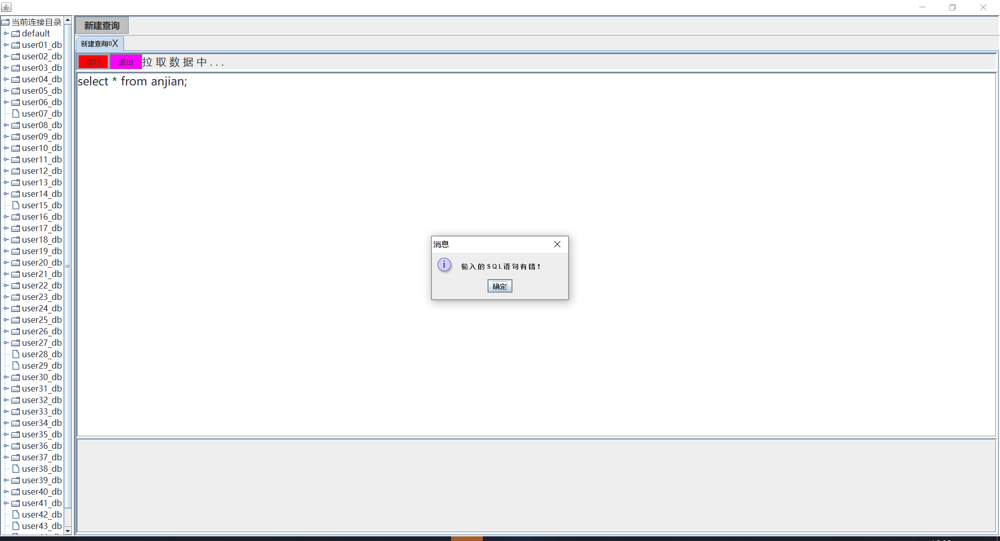 当前连接目录
default
user01_db
user02_db
user03_db
user04_db
user05_db
user06_db
user07_db
user08_db
user09_db
user10_db
user11_db
user12_db
user13_db
user14_db
user15_db
user16_db
user17_db
user18_db
user19_db
user20_db
user21_db
user22_db
user23_db
user24_db
user25_db
user26_db
user27_db
user28_db
user29_db
user30_db
user31_db
user32_db
user33_db
user34_db
user35_db
user36_db
user37_db
user38_db
user39_db
user40_db
user41_db
user42_db
user43_db
新建查询
新建查询0X
运行 退出 拉取数据中...
select * from anjian;
消息
输入的SQL语句有错!
确定